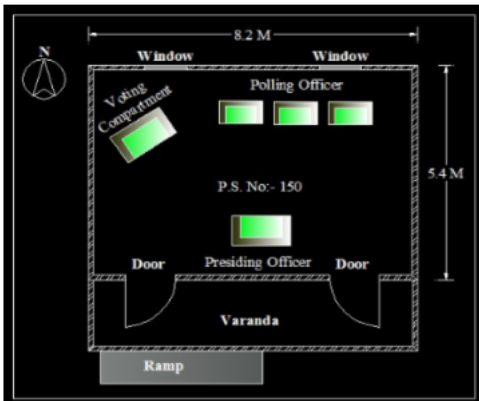 8.2 M
N
Window
Window
Voting
Compartment
Polling Officer
5.4 M
P.S. No:- 150
Presiding Officer
Door
Door
Varanda
Ramp